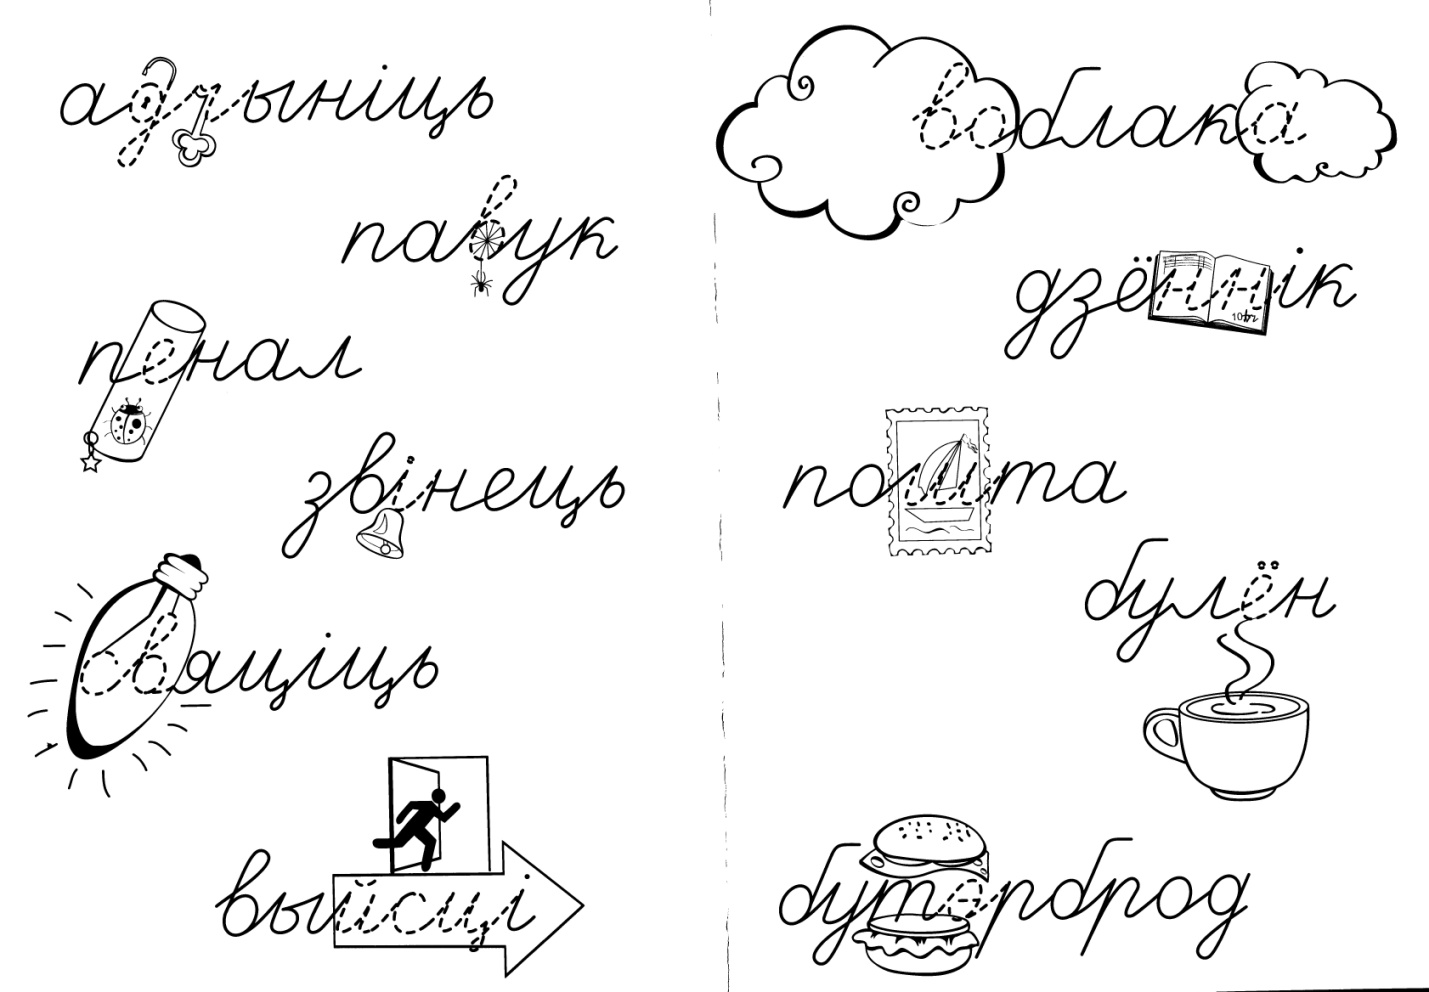 адчыніць
павук
пенал
звінець
свяціць
выйсці
воблака
дзённік
пошта
булён
бутэрброд